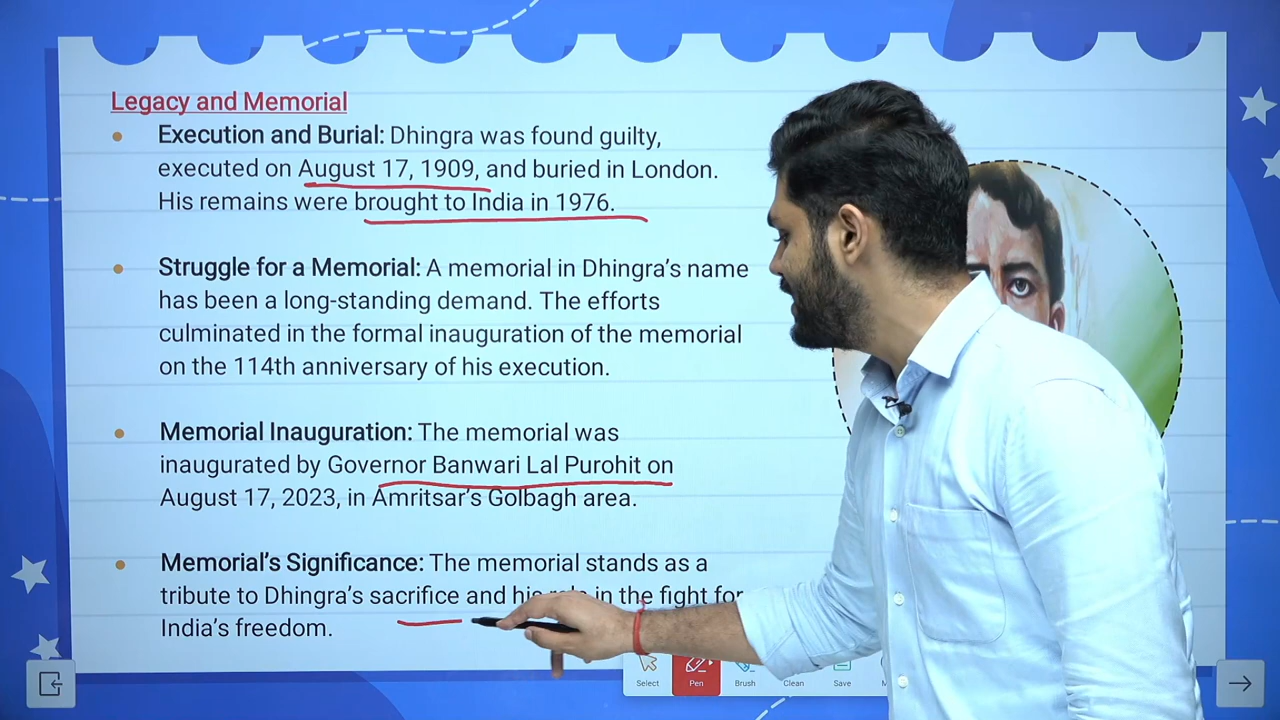 Legacy and Memorial
• Execution and Burial: Dhingra was found guilty,
executed on August 17, 1909, and buried in London.
His remains were brought to India in 1976.
• Struggle for a Memorial: A memorial in Dhingra's name
has been a long-standing demand. The efforts
culminated in the formal inauguration of the memorial
on the 114th anniversary of his execution.
• Memorial Inauguration: The memorial was
inaugurated by Governor Banwari Lal Purohit on
August 17, 2023, in Amritsar's Golbagh area.
• Memorial's Significance: The memorial stands as a
tribute to Dhingra's sacrifice and his in the fight for
India's freedom.
Select Pen Brush Clean Save